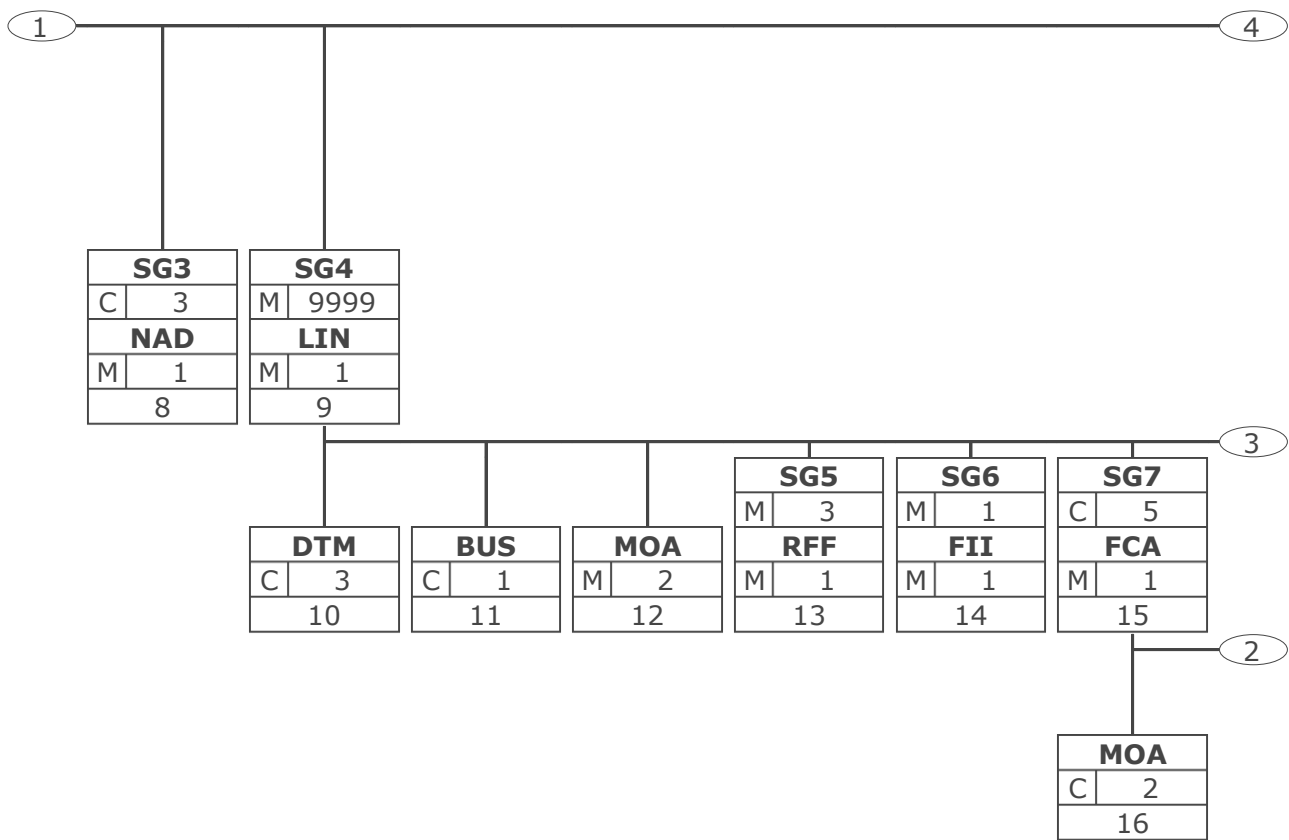 1 4
SG3 SG4
C 3 M 9999
NAD LIN
M 1 M 1
8 9
3
SG5 SG6 SG7
M 3 M 1 C 5
DTM BUS MOA RFF FII FCA
C 3 C 1 M 2 M 1 M 1 M 1
10 11 12 13 14 15
2
MOA
C 2
16